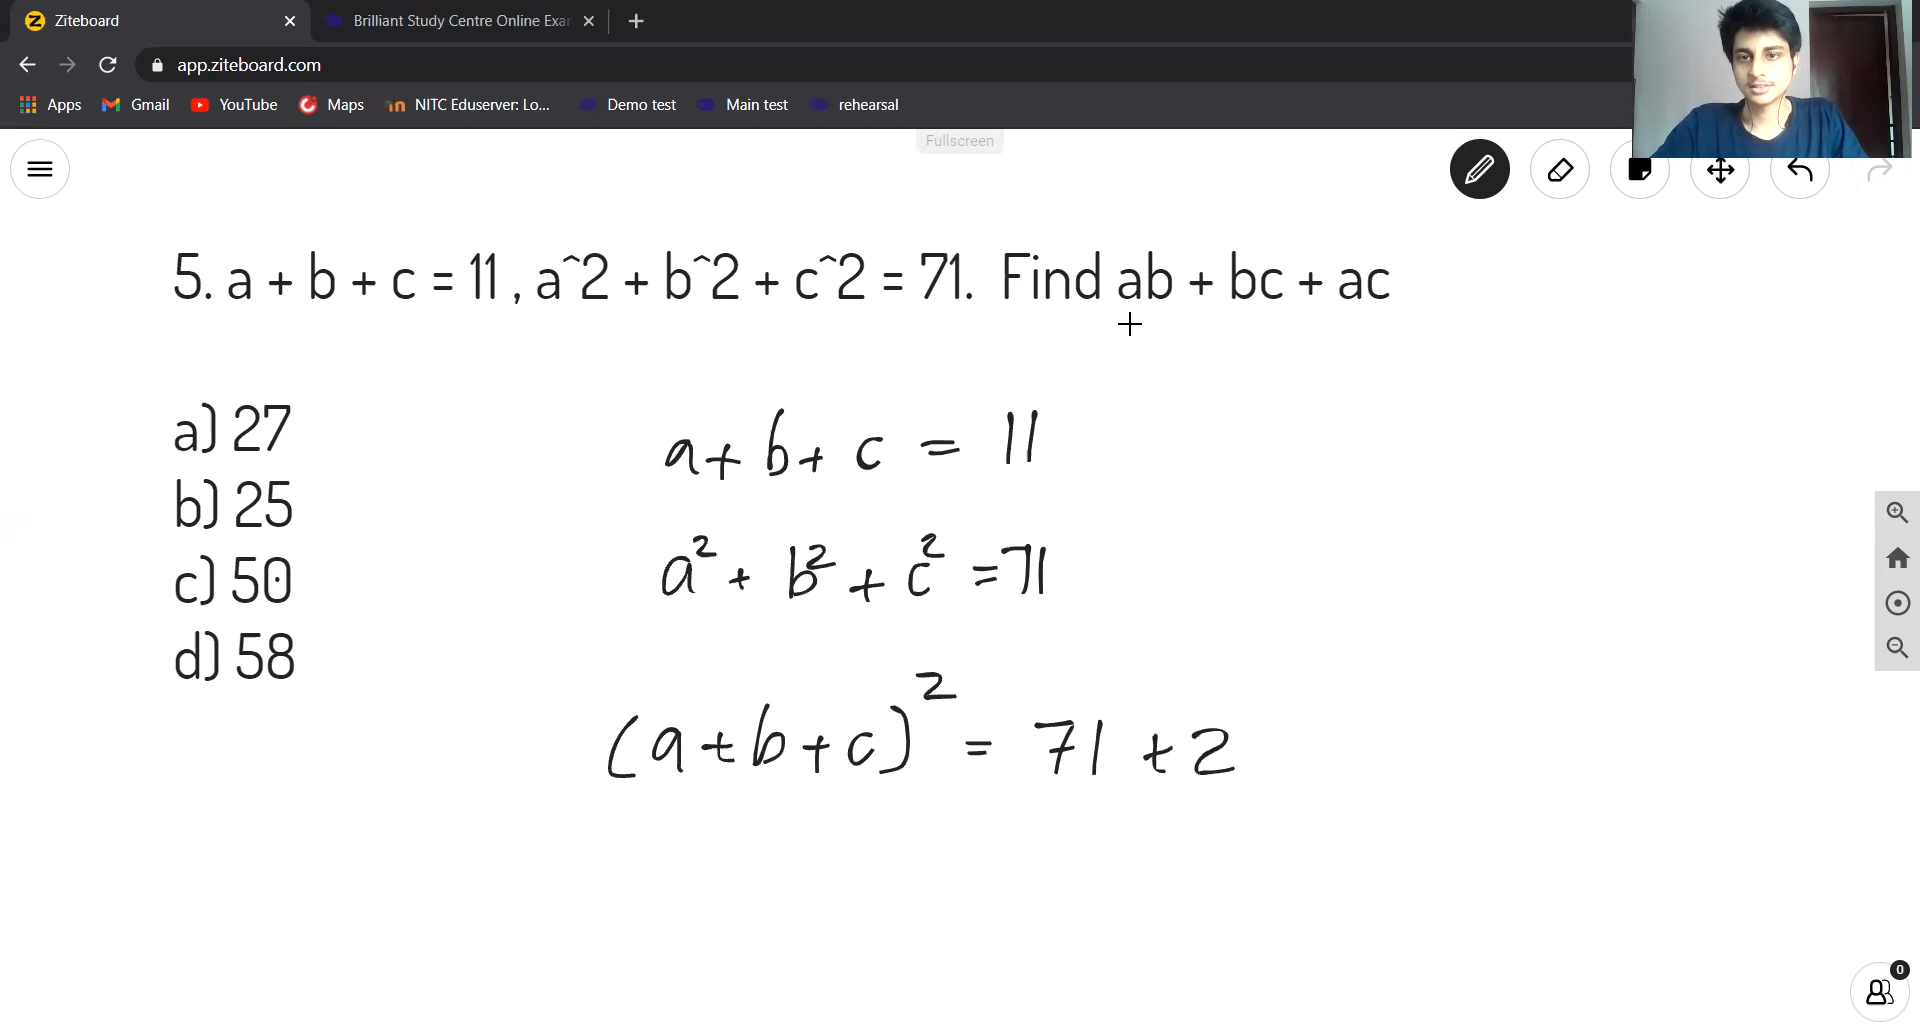 Ziteboard
Brilliant Study Centre Online Exa
app.ziteboard.com
Apps Gmail YouTube Maps NITC Eduserver: Lo... Demo test Main test rehearsal
Fullscreen
5. a + b + c = 11 , a^2 + b^2 + c^2 = 71. Find ab + bc + ac
a) 27
b) 25
c) 50
d) 58
a + b + c = 11
a² + b² + c² = 71
(a + b + c)² = 71 + 2
0